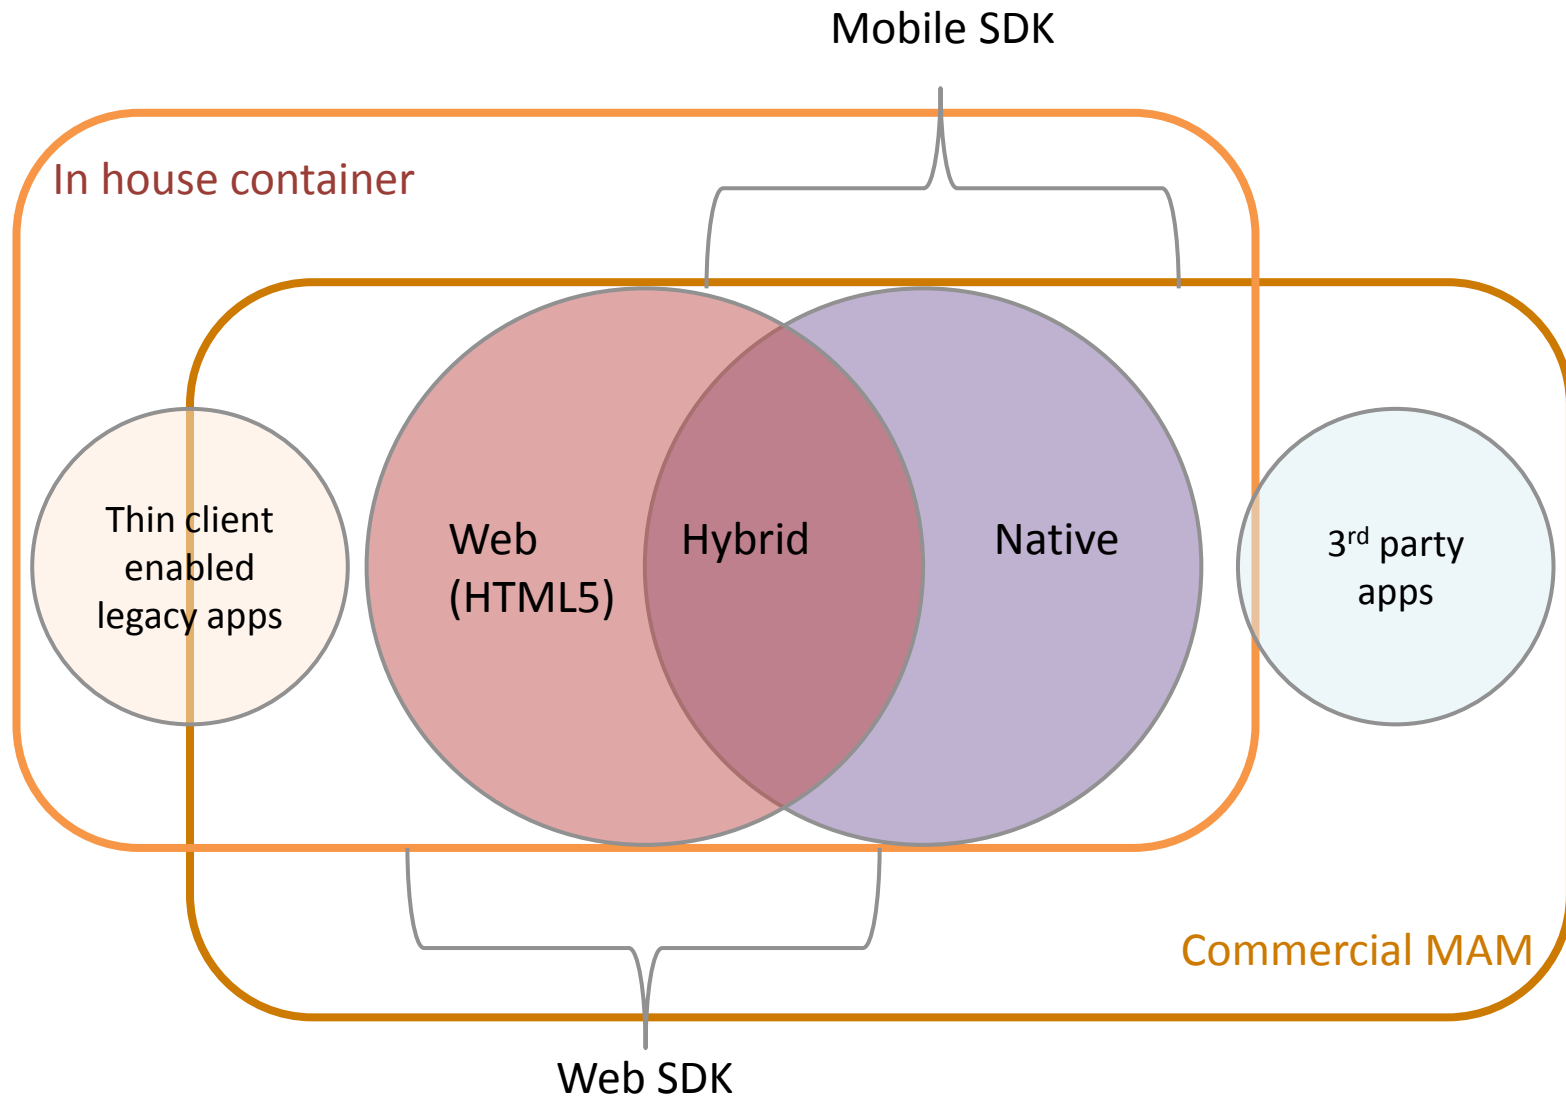 Mobile SDK
In house container
Thin client
enabled
legacy apps
Web
(HTML5)
Hybrid
Native
3rd party
apps
Commercial MAM
Web SDK